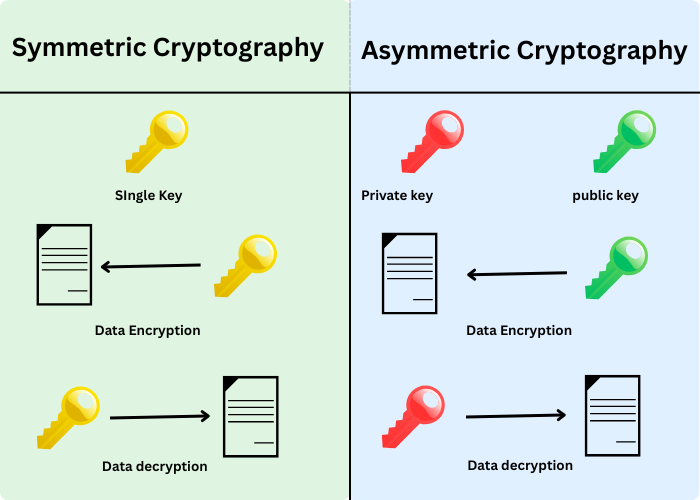 Symmetric Cryptography
Asymmetric Cryptography
SIngle Key
Private key
public key
Data Encryption
Data Encryption
Data decryption
Data decryption